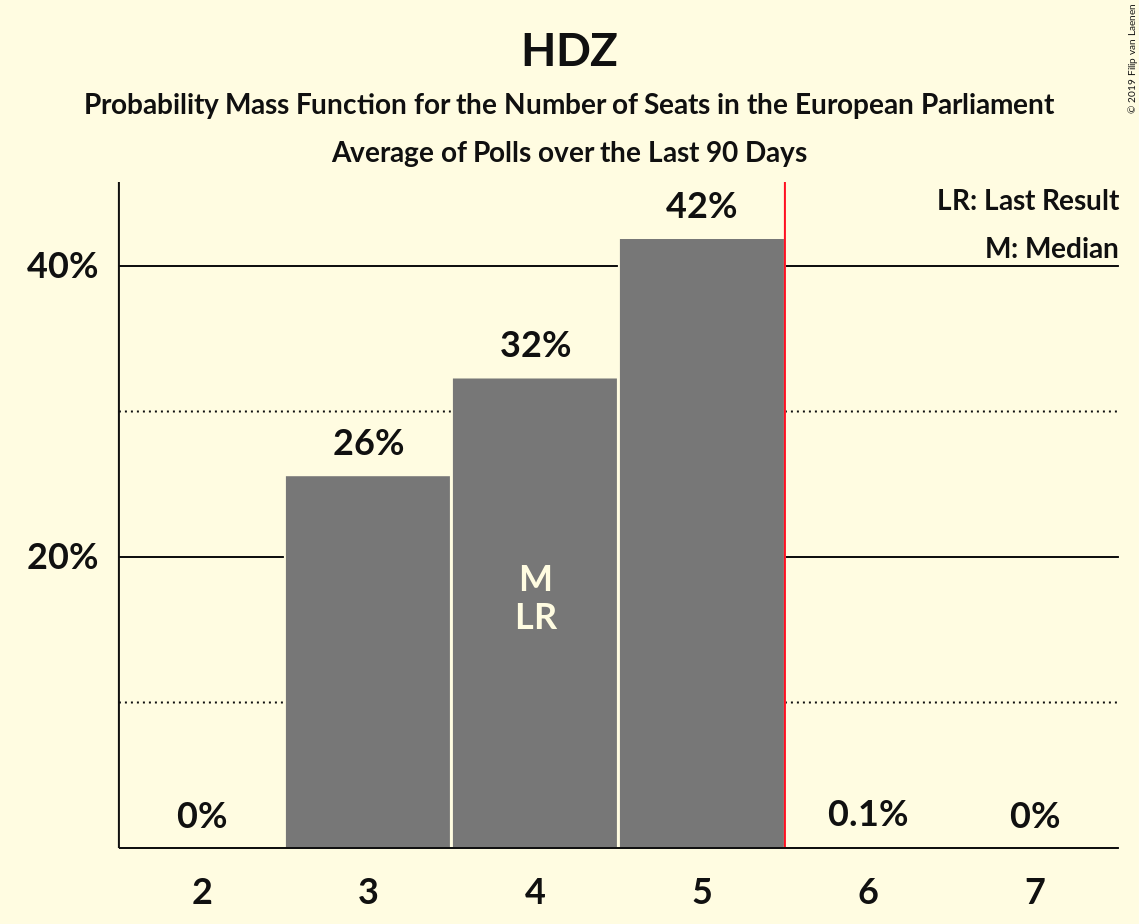 HDZ
Probability Mass Function for the Number of Seats in the European Parliament
Average of Polls over the Last 90 Days
© 2019 Filip van Laenen
LR: Last Result
M: Median
42%
40%
32%
26%
20%
M
LR
0%
0.1%
0%
2 3 4 5 6 7